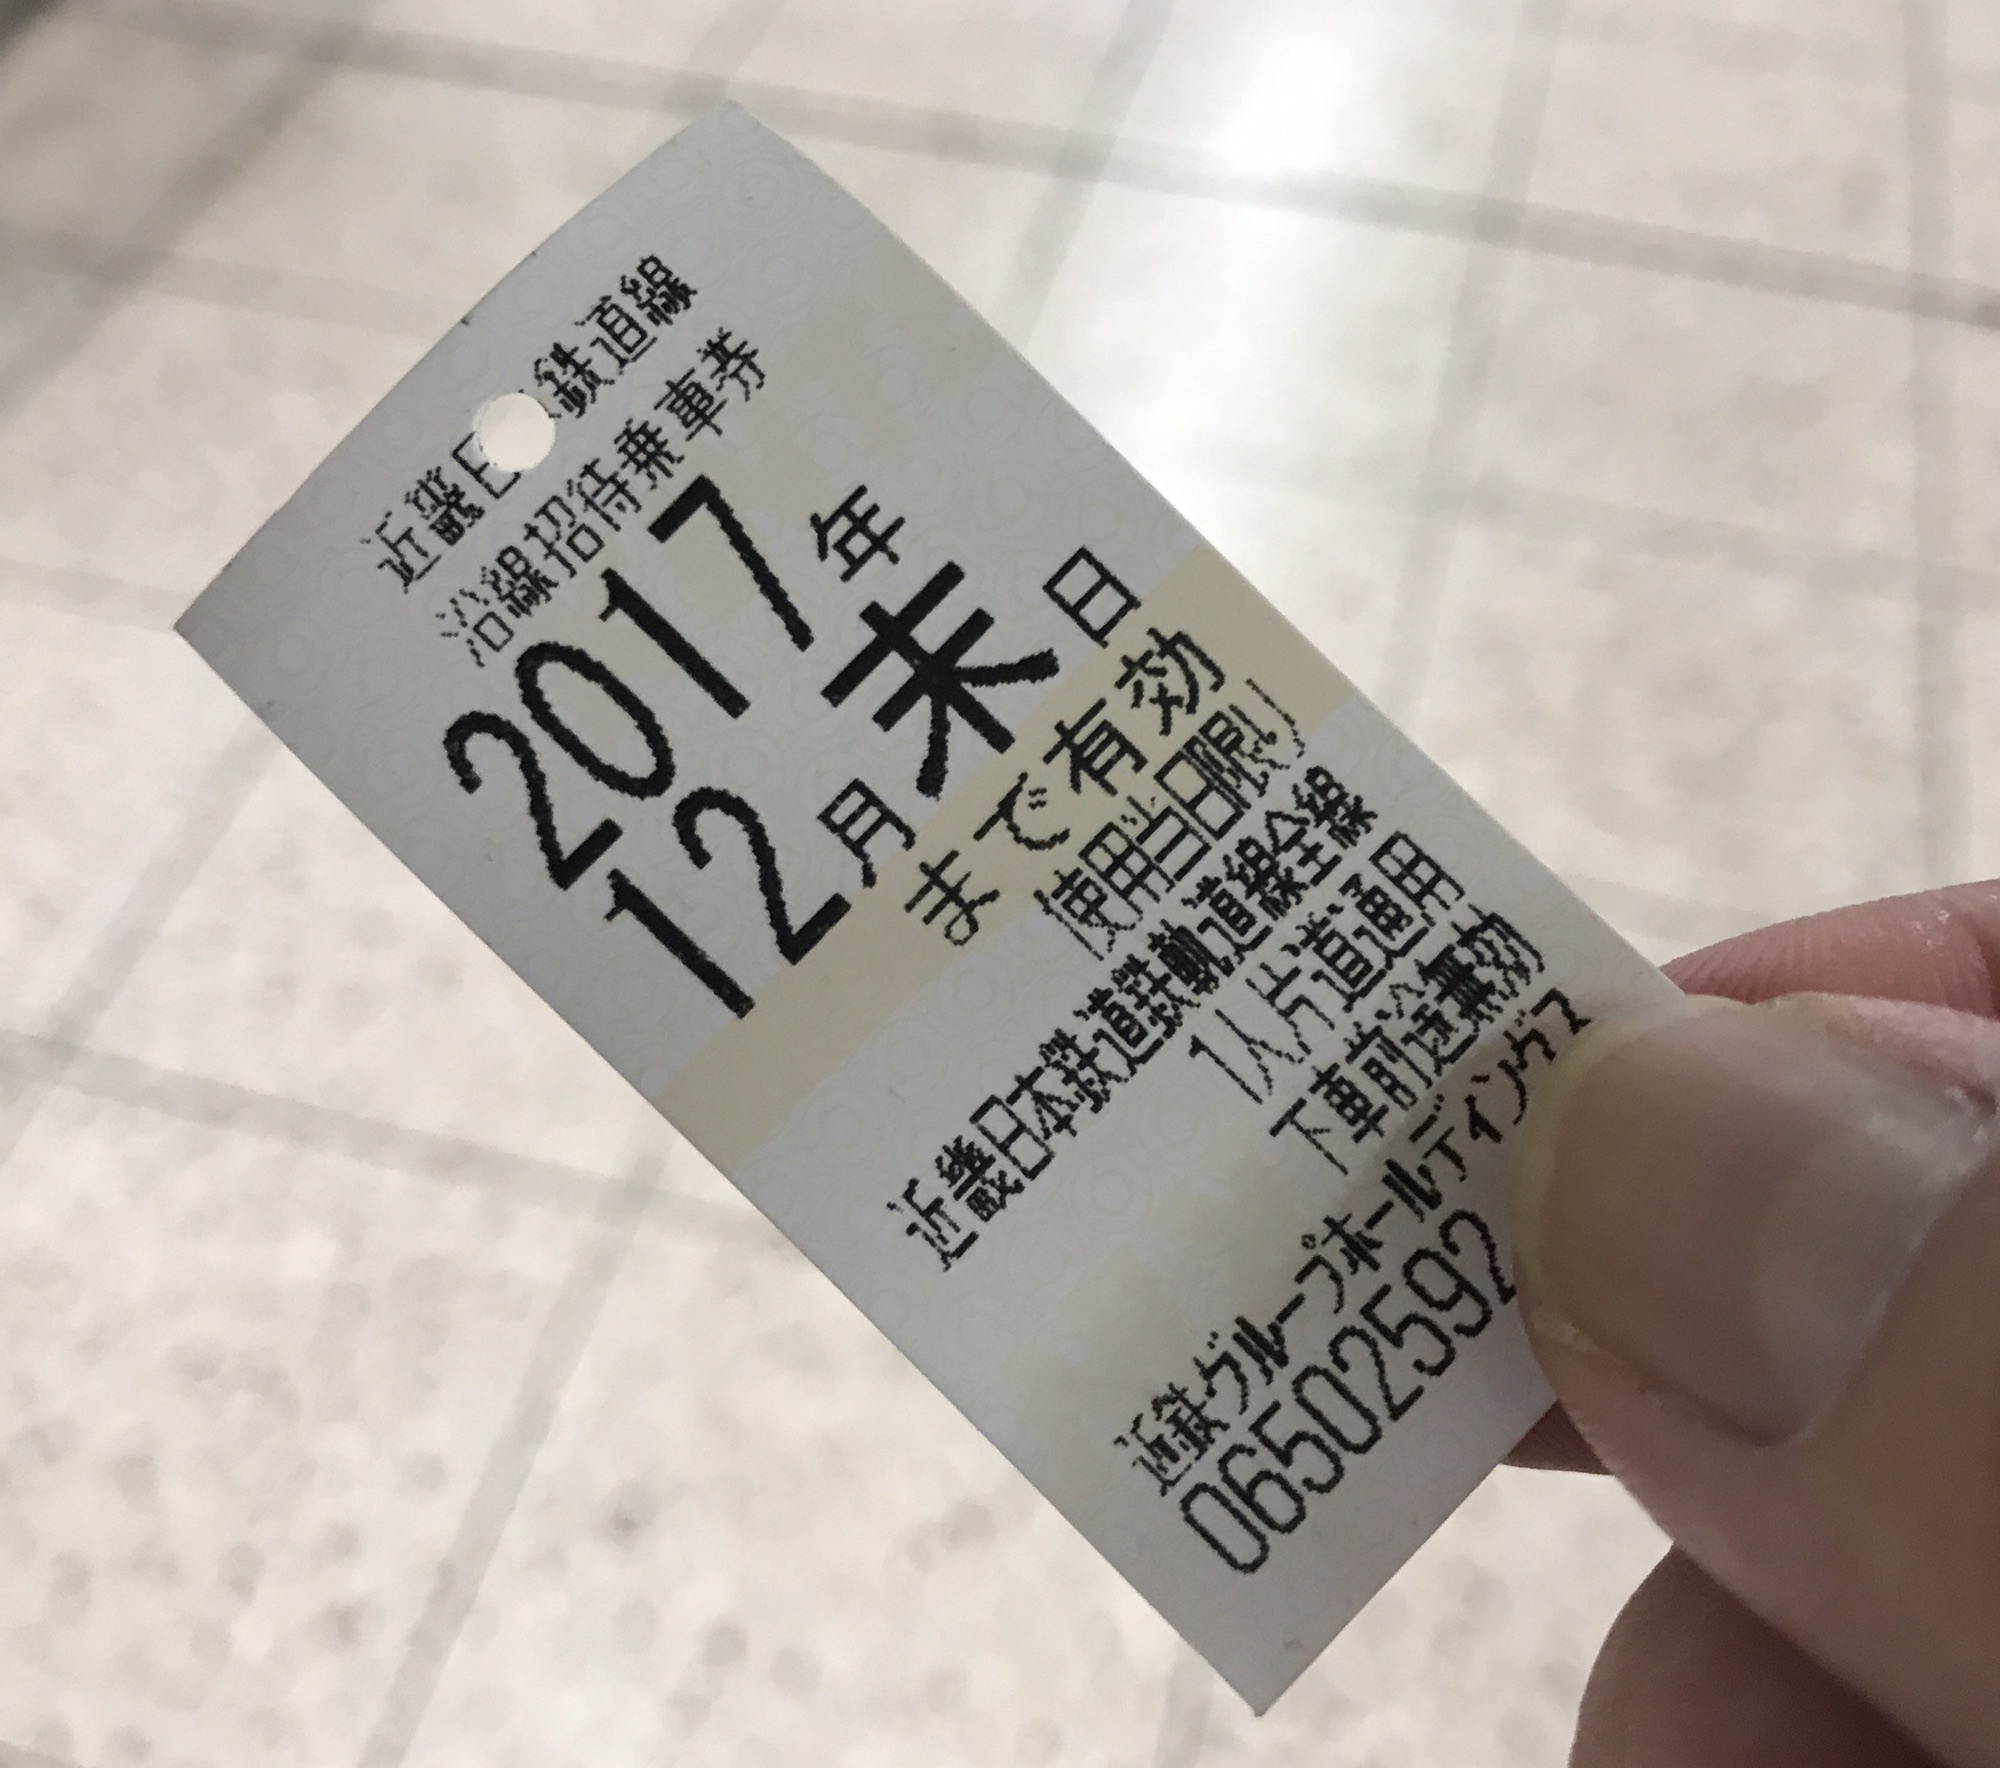 近畿日 鉄道線
沿線招待乗車券
2017年
12月末日
まで有効
使用当日限り
近畿日本鉄道鉄軌道線全線
1人片道通用
下車前途無効
近鉄グループホールディングス
06502592